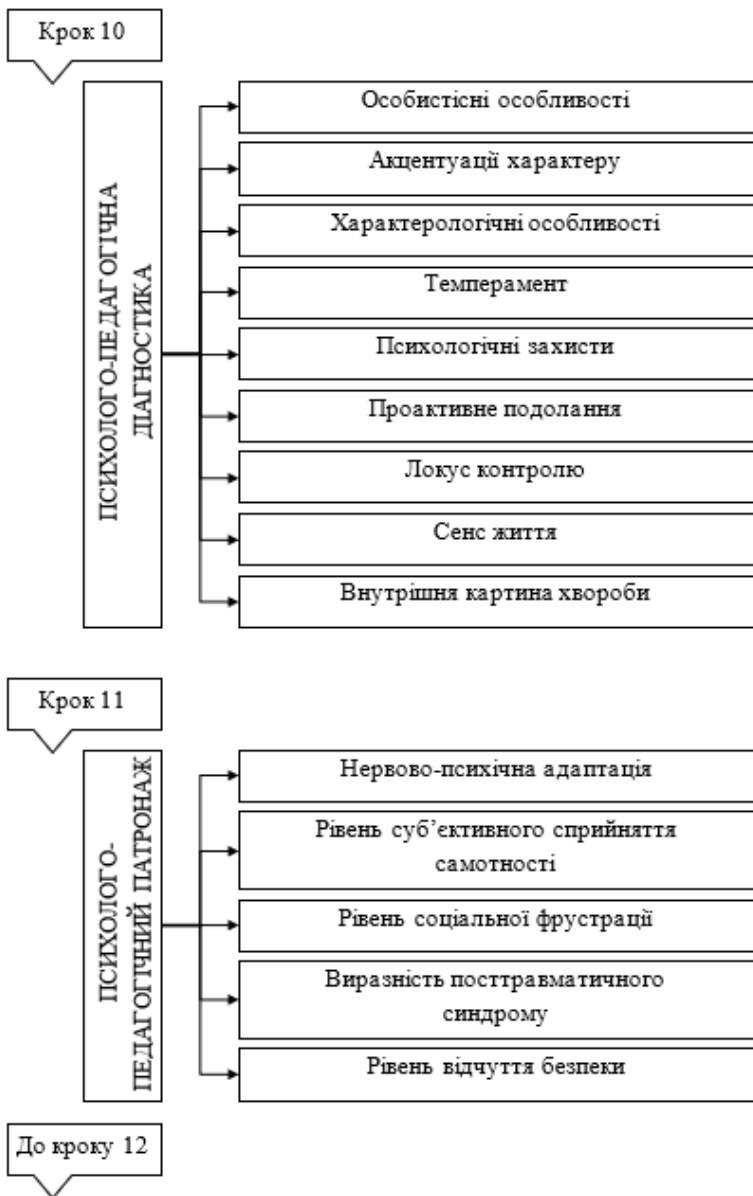 Крок 10
ПСИХОЛОГО-ПЕДАГОГІЧНА
ДІАГНОСТИКА
Особистісні особливості
Акцентуації характеру
Характерологічні особливості
Темперамент
Психологічні захисти
Проактивне подолання
Локус контролю
Сенс життя
Внутрішня картина хвороби
Крок 11
ПСИХОЛОГО-
ПЕДАГОГІЧНИЙ ПАТРОНАЖ
Нервово-психічна адаптація
Рівень суб’єктивного сприйняття
самотності
Рівень соціальної фрустрації
Виразність посттравматичного
синдрому
Рівень відчуття безпеки
До кроку 12